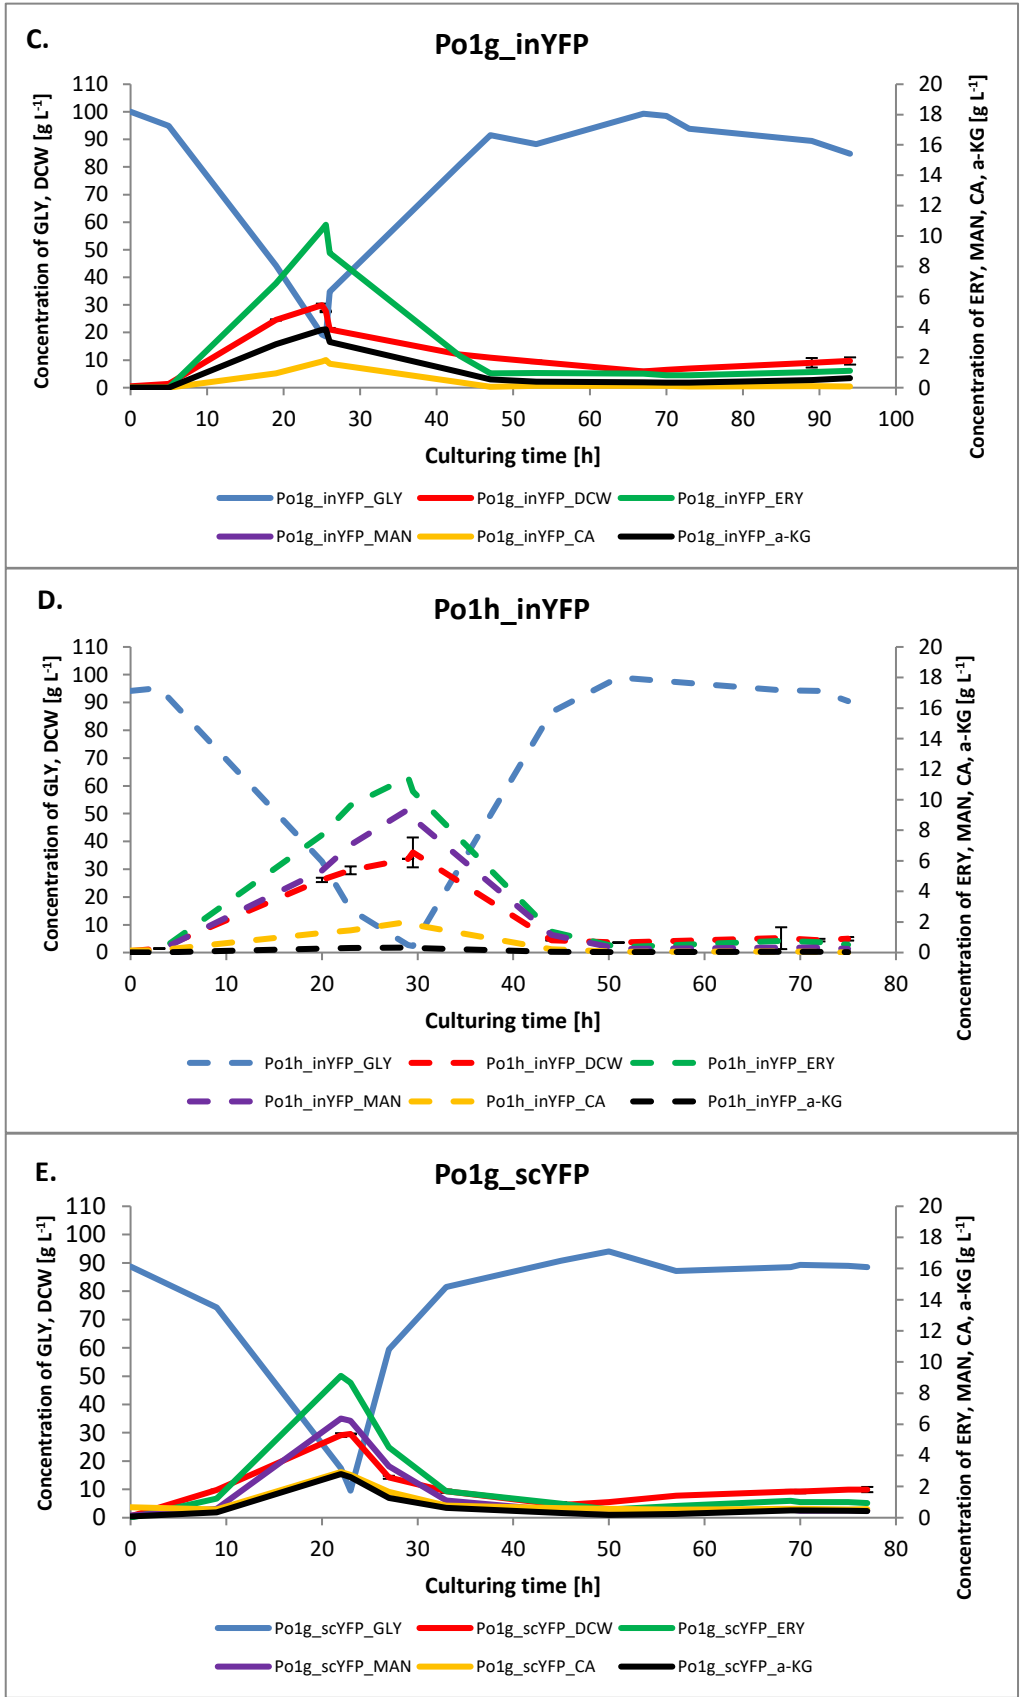 C.
Po1g_inYFP
Concentration of GLY, DCW [g L-1]
Concentration of ERY, MAN, CA, a-KG [g L-1]
110
100
90
80
70
60
50
40
30
20
10
0
20
18
16
14
12
10
8
6
4
2
0
0 10 20 30 40 50 60 70 80 90 100
Culturing time [h]
Po1g_inYFP_GLY Po1g_inYFP_DCW Po1g_inYFP_ERY
Po1g_inYFP_MAN Po1g_inYFP_CA Po1g_inYFP_a-KG
D.
Po1h_inYFP
Concentration of GLY, DCW [g L-1]
Concentration of ERY, MAN, CA, a-KG [g L-1]
110
100
90
80
70
60
50
40
30
20
10
0
20
18
16
14
12
10
8
6
4
2
0
0 10 20 30 40 50 60 70 80
Culturing time [h]
Po1h_inYFP_GLY Po1h_inYFP_DCW Po1h_inYFP_ERY
Po1h_inYFP_MAN Po1h_inYFP_CA Po1h_inYFP_a-KG
E.
Po1g_scYFP
Concentration of GLY, DCW [g L-1]
Concentration of ERY, MAN, CA, a-KG [g L-1]
110
100
90
80
70
60
50
40
30
20
10
0
20
18
16
14
12
10
8
6
4
2
0
0 10 20 30 40 50 60 70 80
Culturing time [h]
Po1g_scYFP_GLY Po1g_scYFP_DCW Po1g_scYFP_ERY
Po1g_scYFP_MAN Po1g_scYFP_CA Po1g_scYFP_a-KG